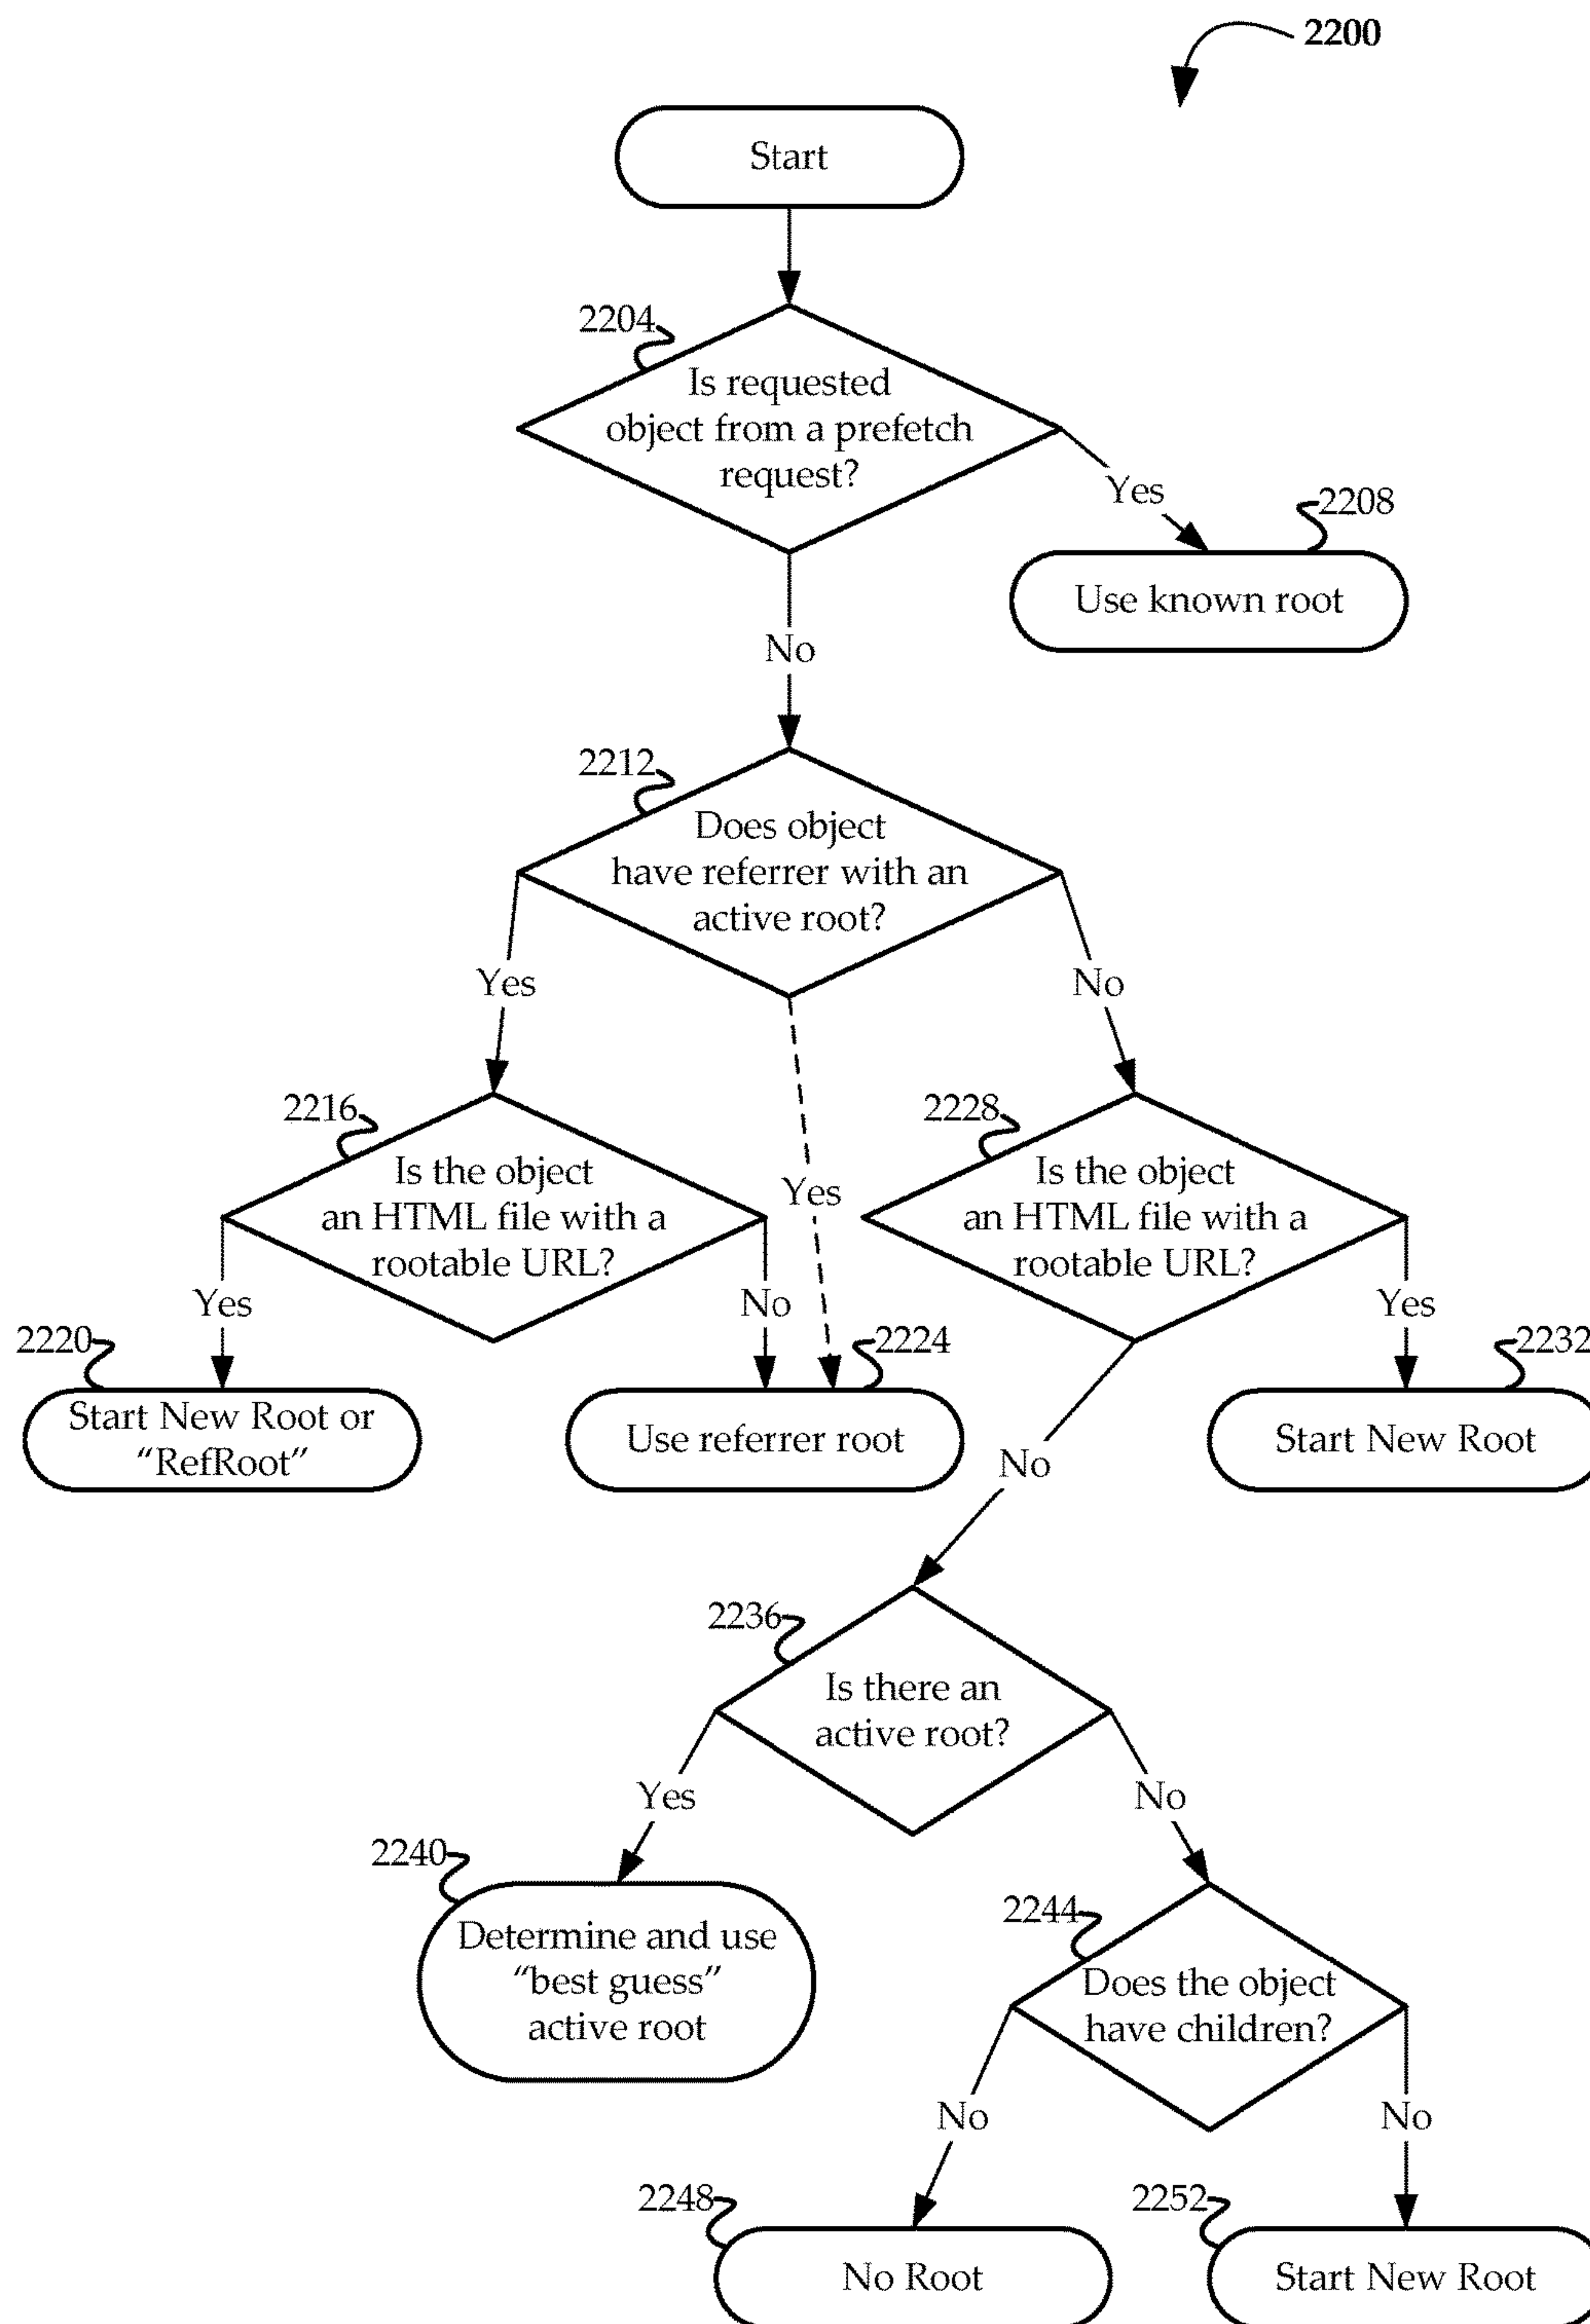 2200
Start
2204
Is requested
object from a prefetch
request?
Yes
2208
Use known root
No
2212
Does object
have referrer with an
active root?
Yes
No
2216
Is the object
an HTML file with a
rootable URL?
Yes
2228
Is the object
an HTML file with a
rootable URL?
Yes
No
Yes
2220
Start New Root or
“RefRoot”
2224
Use referrer root
2232
Start New Root
No
2236
Is there an
active root?
Yes
No
2240
Determine and use
“best guess”
active root
2244
Does the object
have children?
No
No
2248
No Root
2252
Start New Root